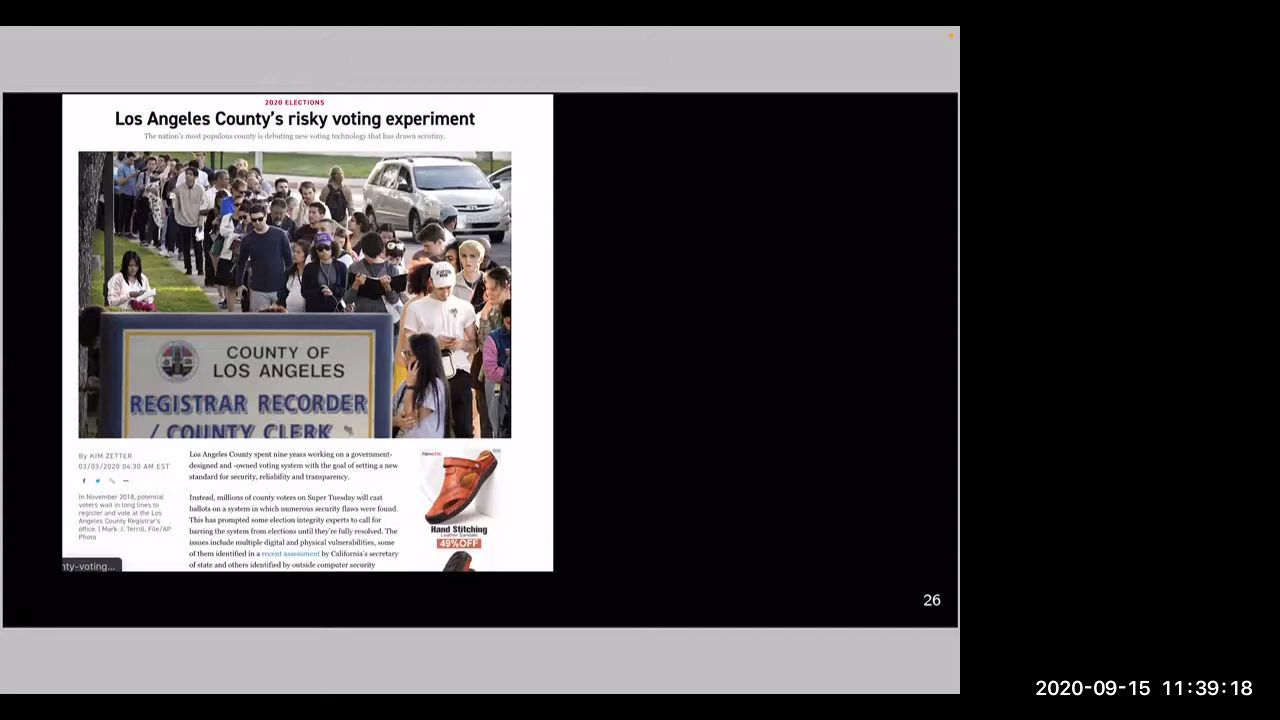 2020 ELECTIONS
Los Angeles County's risky voting experiment
The nation's most populous county is debuting new voting technology that has drawn scrutiny.
COUNTY OF
LOS ANGELES
REGISTRAR RECORDER
/ COUNTY CLERK
By KIM ZETTER
03/03/2020 04:30 AM EST
In November 2018, potential
voters wait in long lines to
register and vote at the Los
Angeles County Registrar's
office. | Mark J. Terrill, File/AP
Photo
Los Angeles County spent nine years working on a government-
designed and -owned voting system with the goal of setting a new
standard for security, reliability and transparency.
Instead, millions of county voters on Super Tuesday will cast
ballots on a system in which numerous security flaws were found.
This has prompted some election integrity experts to call for
barring the system from elections until they're fully resolved. The
issues include multiple digital and physical vulnerabilities, some
of them identified in a recent assessment by California's secretary
of state and others identified by outside computer security
Hand Stitching
Leather Sandals
49%OFF
nty-voting...
26
2020-09-15 11:39:18